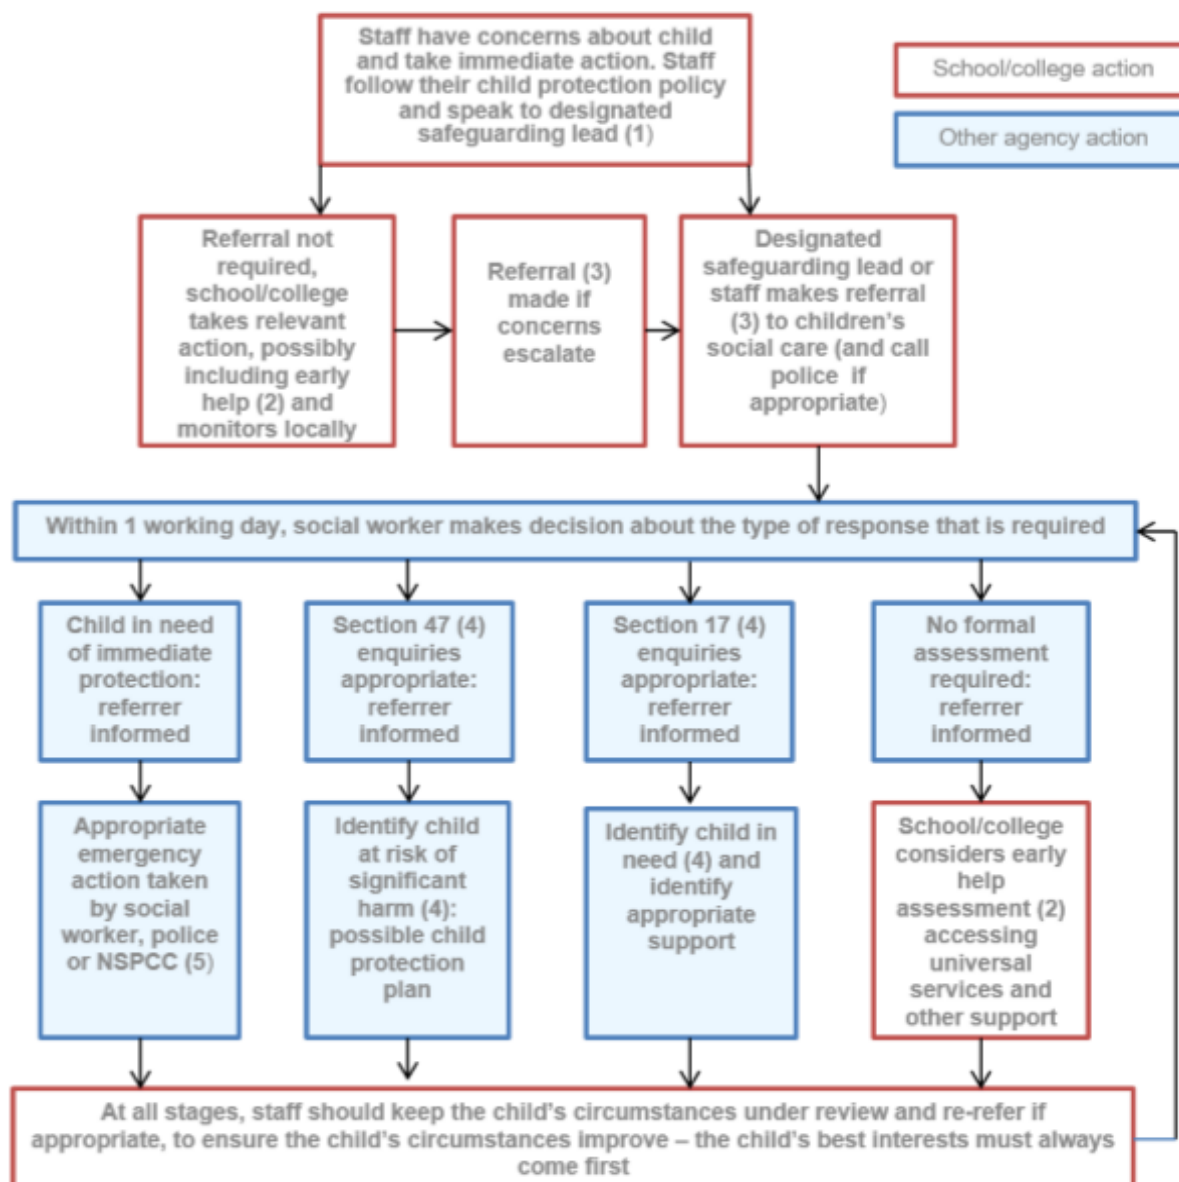 Staff have concerns about child
and take immediate action. Staff
follow their child protection policy
and speak to designated
safeguarding lead (1)
School/college action
Other agency action
Referral not
required,
school/college
takes relevant
action, possibly
including early
help (2) and
monitors locally
Referral (3)
made if
concerns
escalate
Designated
safeguarding lead or
staff makes referral
(3) to children's
social care (and call
police if
appropriate)
Within 1 working day, social worker makes decision about the type of response that is required
Child in need
of immediate
protection:
referrer
informed
Section 47 (4)
enquiries
appropriate:
referrer
informed
Section 17 (4)
enquiries
appropriate:
referrer
informed
No formal
assessment
required:
referrer
informed
Appropriate
emergency
action taken
by social
worker, police
or NSPCC (5)
Identify child
at risk of
significant
harm (4):
possible child
protection
plan
Identify child in
need (4) and
identify
appropriate
support
School/college
considers early
help
assessment (2)
accessing
universal
services and
other support
At all stages, staff should keep the child's circumstances under review and re-refer if
appropriate, to ensure the child's circumstances improve – the child's best interests must always
come first